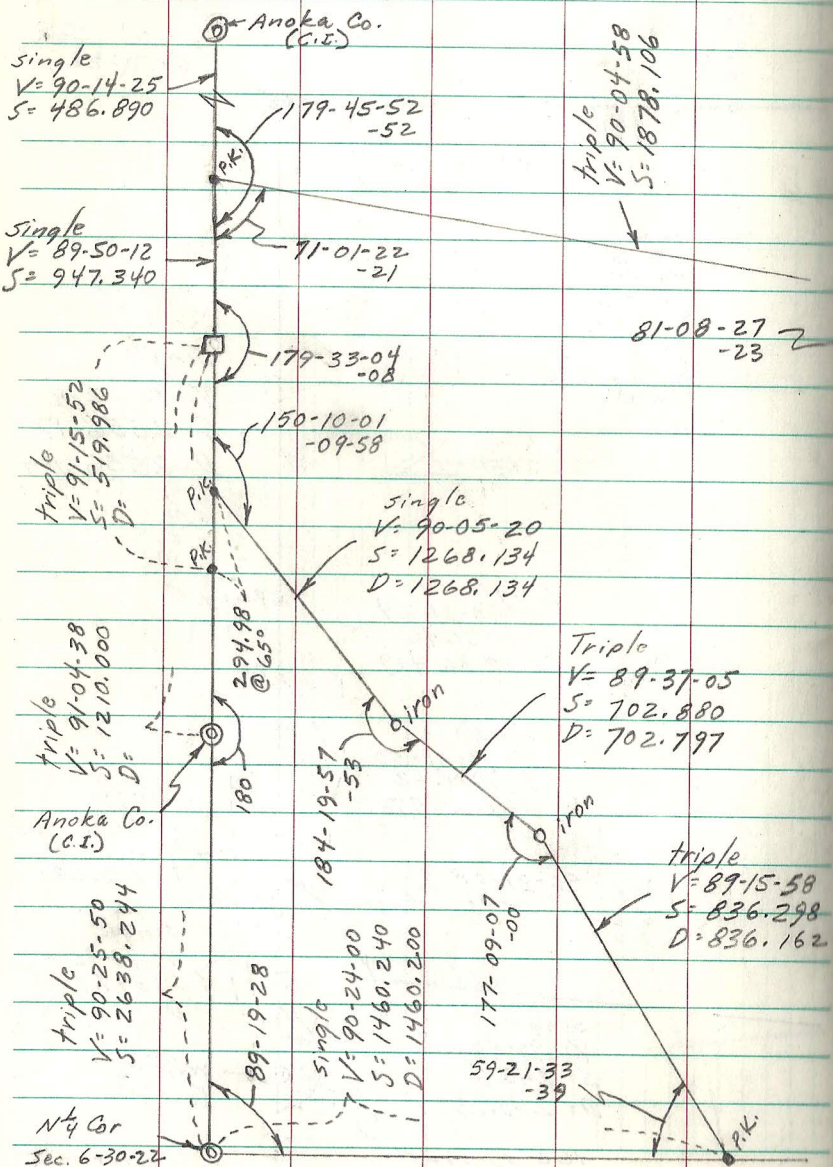 Anoka Co.
(C.I.)
single
V= 90-14-25
S= 486.890
179-45-52
-52
P.K.
triple
V= 90-04-58
S= 1878.106
single
V= 89-50-12
S= 947.340
71-01-22
-21
81-08-27
-23
179-33-04
-08
triple
V= 91-15-52
S= 519.986
D=
150-10-01
-09-58
P.K.
single
V= 90-05-20
S= 1268.134
D= 1268.134
P.K.
294.98
@ 65°
triple
V= 91-04-38
S= 1210.000
D=
Triple
V= 89-37-05
S= 702.880
D= 702.797
iron
180
184-19-57
-53
Anoka Co.
(C.I.)
iron
triple
V= 89-15-58
S= 836.298
D= 836.162
177-09-07
-00
triple
V= 90-25-50
S= 2638.244
89-19-28
single
V= 90-24-00
S= 1460.240
D= 1460.200
59-21-33
-39
P.K.
N¼ Cor
Sec. 6-30-22